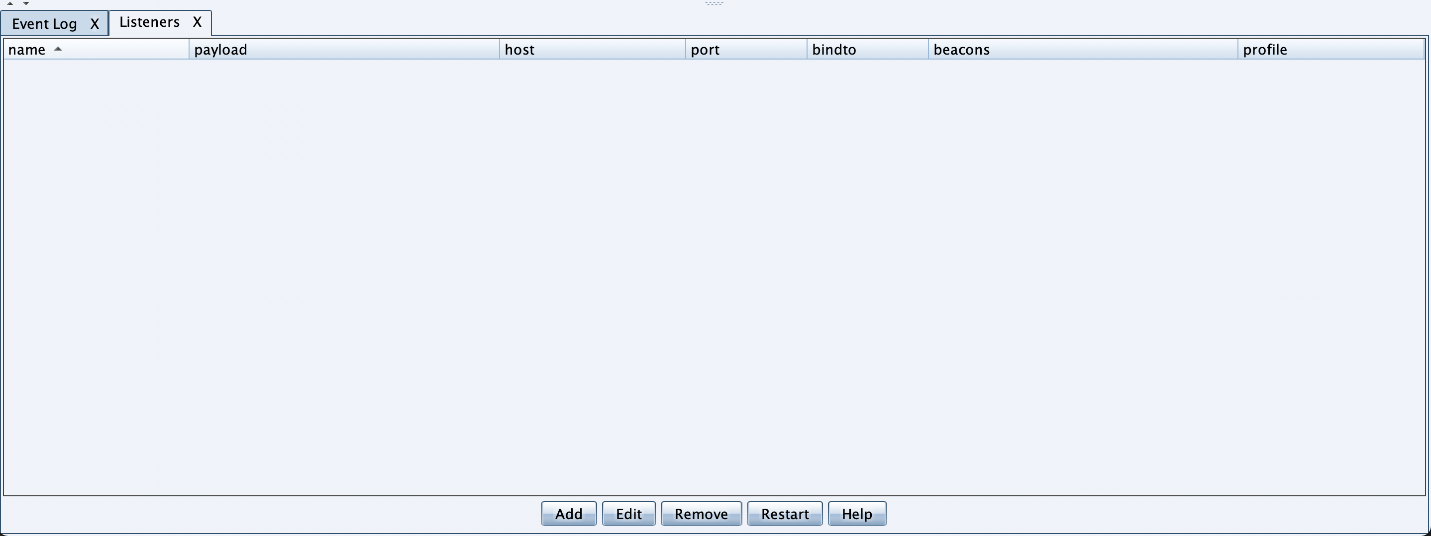 Event Log X Listeners X
name payload host port bindto beacons profile
Add Edit Remove Restart Help